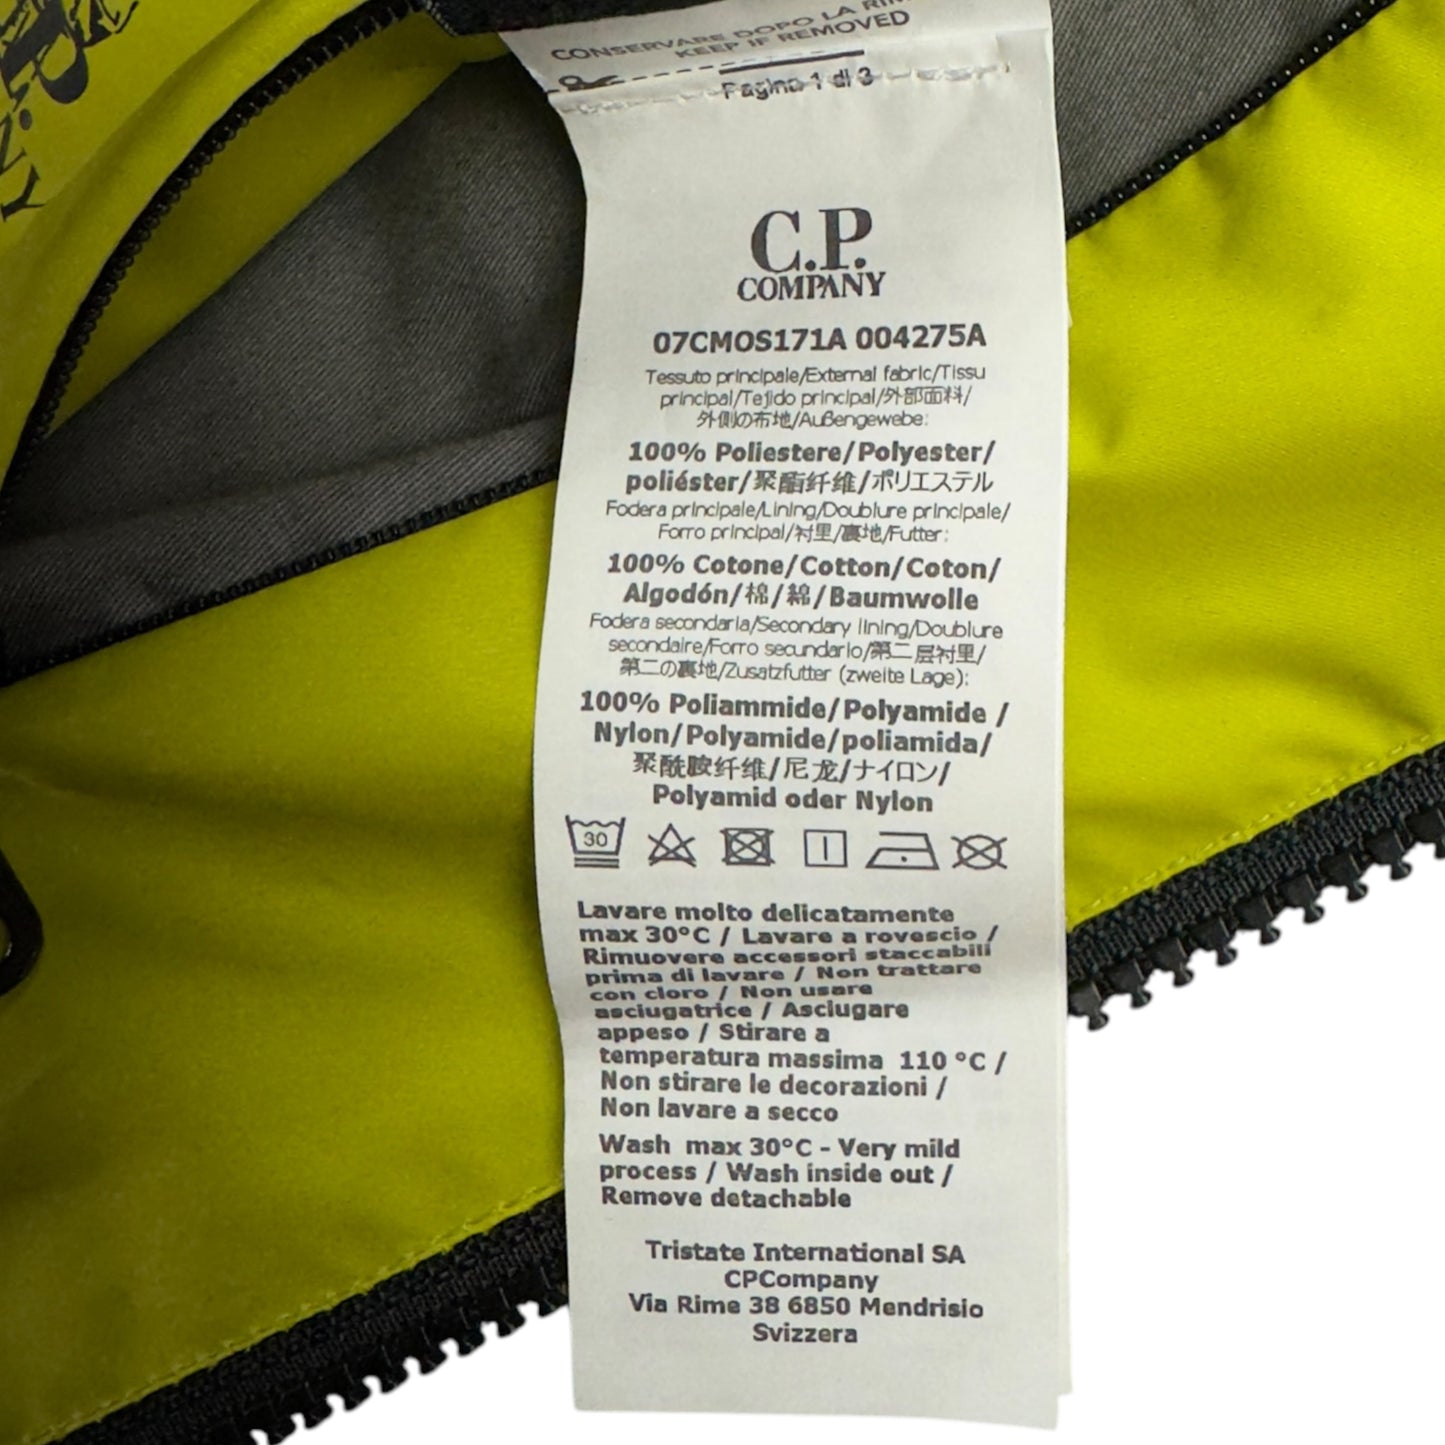 CONSERVARE DOPO LA
KEEP IF REMOVED
Pagina 1 di 3
C.P.
COMPANY
07CMOS171A 004275A
Tessuto principale/External fabric/Tissu
principal/Tejido principal/外部面料/
外側の布地/Außengewebe:
100% Poliestere/Polyester/
poliéster/聚酯纤维/ポリエステル
Fodera principale/Lining/Doublure principale/
Forro principal/衬里/裏地/Futter:
100% Cotone/Cotton/Coton/
Algodón/棉/綿/Baumwolle
Fodera secondaria/Secondary lining/Doublure
secondaire/Forro secundario/第二层衬里/
第二の裏地/Zusatzfutter (zweite Lage):
100% Poliammide/Polyamide /
Nylon/Polyamide/poliamida/
聚酰胺纤维/尼龙/ナイロン/
Polyamid oder Nylon
30
Lavare molto delicatamente
max 30°C / Lavare a rovescio /
Rimuovere accessori staccabili
prima di lavare / Non trattare
con cloro / Non usare
asciugatrice / Asciugare
appeso / Stirare a
temperatura massima 110 °C /
Non stirare le decorazioni /
Non lavare a secco
Wash max 30°C - Very mild
process / Wash inside out /
Remove detachable
Tristate International SA
CPCompany
Via Rime 38 6850 Mendrisio
Svizzera